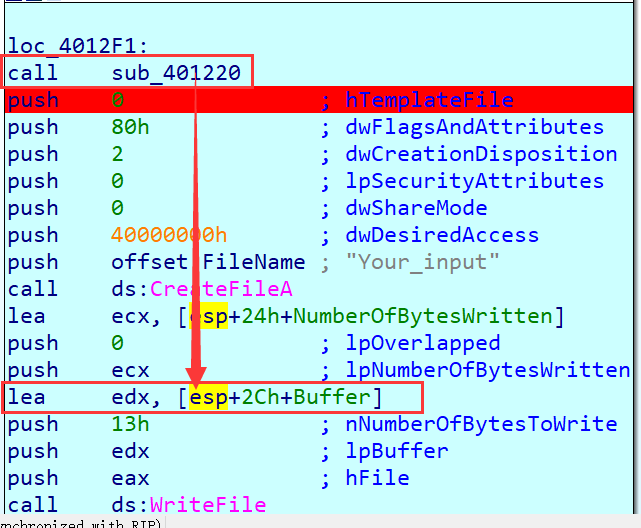 loc_4012F1:
call sub_401220
push 0 ; hTemplateFile
push 80h ; dwFlagsAndAttributes
push 2 ; dwCreationDisposition
push 0 ; lpSecurityAttributes
push 0 ; dwShareMode
push 40000000h ; dwDesiredAccess
push offset FileName ; "Your_input"
call ds:CreateFileA
lea ecx, [esp+24h+NumberOfBytesWritten]
push 0 ; lpOverlapped
push ecx ; lpNumberOfBytesWritten
lea edx, [esp+2Ch+Buffer]
push 13h ; nNumberOfBytesToWrite
push edx ; lpBuffer
push eax ; hFile
call ds:WriteFile
nchronized with RIP)